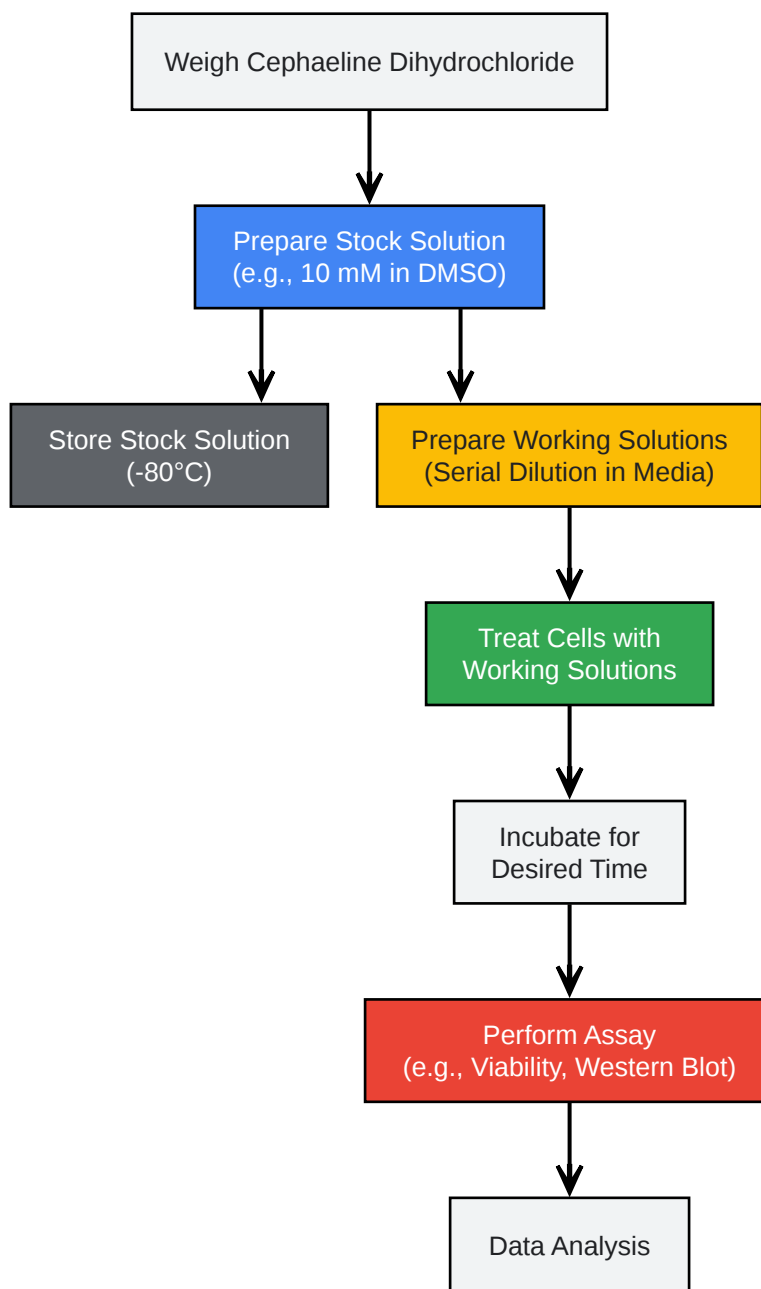 Weigh Cephaeline Dihydrochloride
Prepare Stock Solution
(e.g., 10 mM in DMSO)
Store Stock Solution
(-80°C)
Prepare Working Solutions
(Serial Dilution in Media)
Treat Cells with
Working Solutions
Incubate for
Desired Time
Perform Assay
(e.g., Viability, Western Blot)
Data Analysis